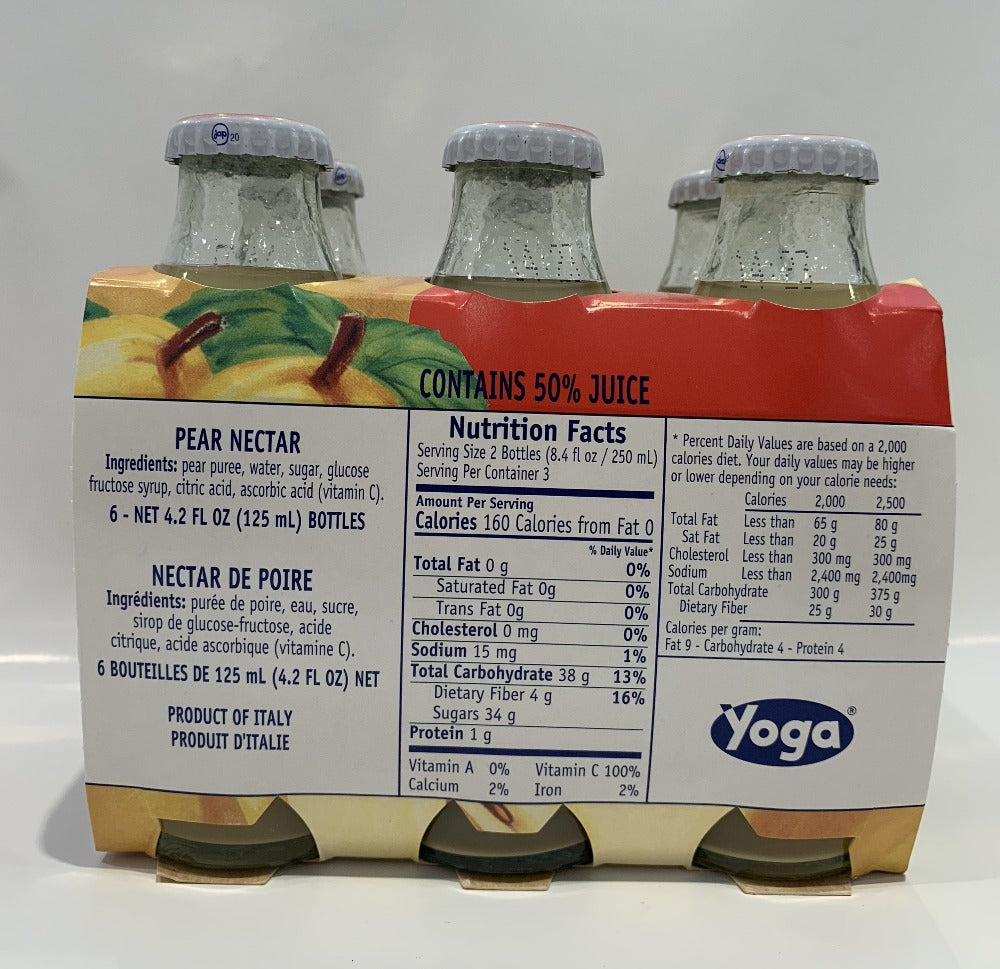 20
CONTAINS 50% JUICE
PEAR NECTAR
Ingredients: pear puree, water, sugar, glucose
fructose syrup, citric acid, ascorbic acid (vitamin C).
6 - NET 4.2 FL OZ (125 mL) BOTTLES
NECTAR DE POIRE
Ingrédients: purée de poire, eau, sucre,
sirop de glucose-fructose, acide
citrique, acide ascorbique (vitamine C).
6 BOUTEILLES DE 125 mL (4.2 FL OZ) NET
PRODUCT OF ITALY
PRODUIT D'ITALIE
Nutrition Facts
Serving Size 2 Bottles (8.4 fl oz / 250 mL)
Serving Per Container 3
Amount Per Serving
Calories 160 Calories from Fat 0
% Daily Value*
Total Fat 0 g 0%
Saturated Fat 0g 0%
Trans Fat 0g 0%
Cholesterol 0 mg 0%
Sodium 15 mg 1%
Total Carbohydrate 38 g 13%
Dietary Fiber 4 g 16%
Sugars 34 g
Protein 1 g
Vitamin A 0% Vitamin C 100%
Calcium 2% Iron 2%
* Percent Daily Values are based on a 2,000
calories diet. Your daily values may be higher
or lower depending on your calorie needs:
Calories 2,000 2,500
Total Fat Less than 65 g 80 g
Sat Fat Less than 20 g 25 g
Cholesterol Less than 300 mg 300 mg
Sodium Less than 2,400 mg 2,400mg
Total Carbohydrate 300 g 375 g
Dietary Fiber 25 g 30 g
Calories per gram:
Fat 9 - Carbohydrate 4 - Protein 4
Yoga®